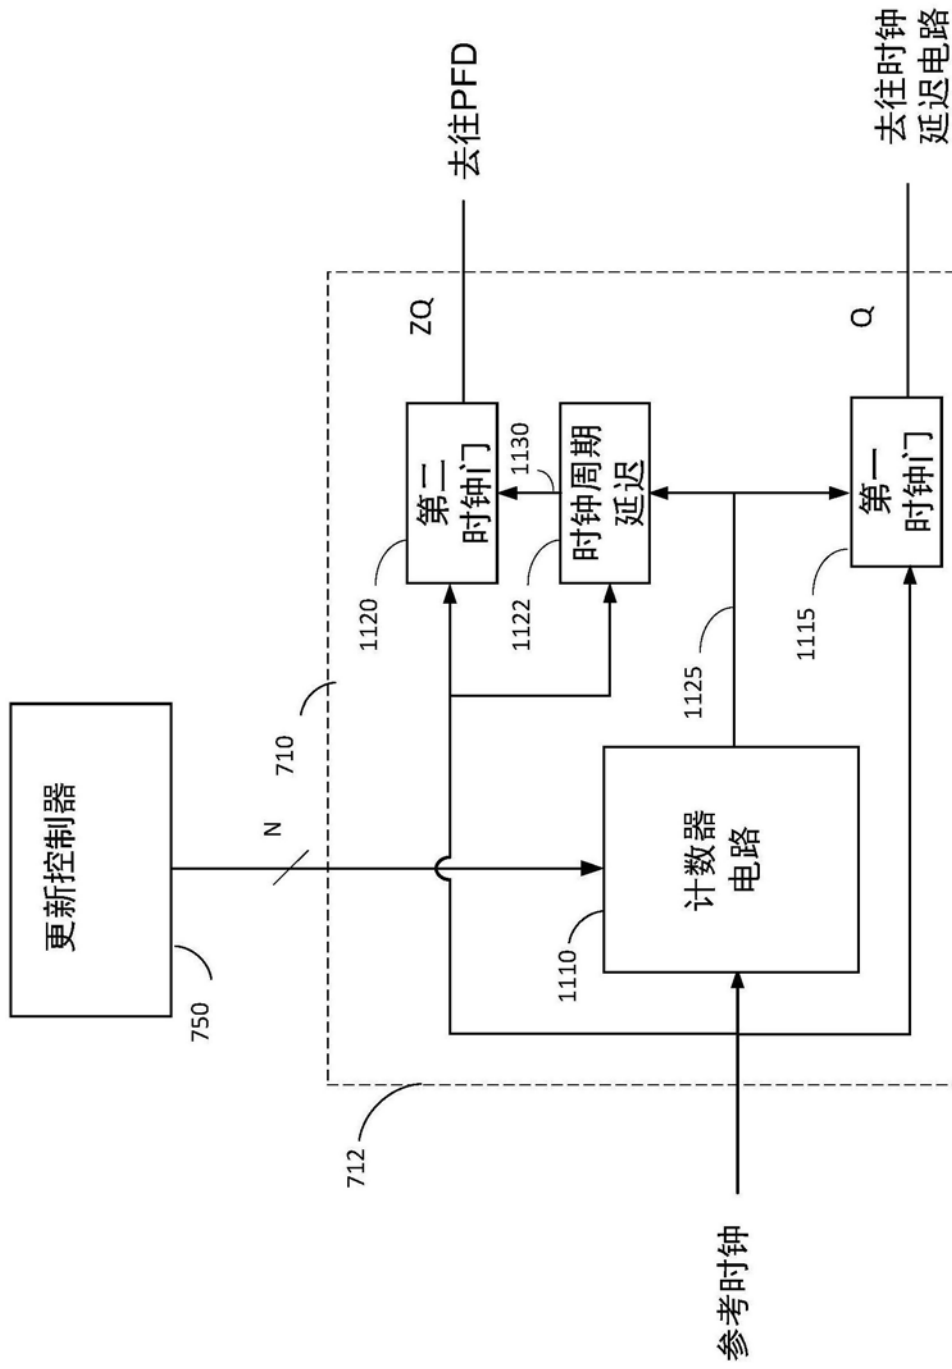 更新控制器
750
N
710
712
1110
计数器
电路
1125
1120
第二
时钟门
1130
1122
时钟周期
延迟
1115
第一
时钟门
ZQ
Q
去往PFD
去往时钟
延迟电路
参考时钟